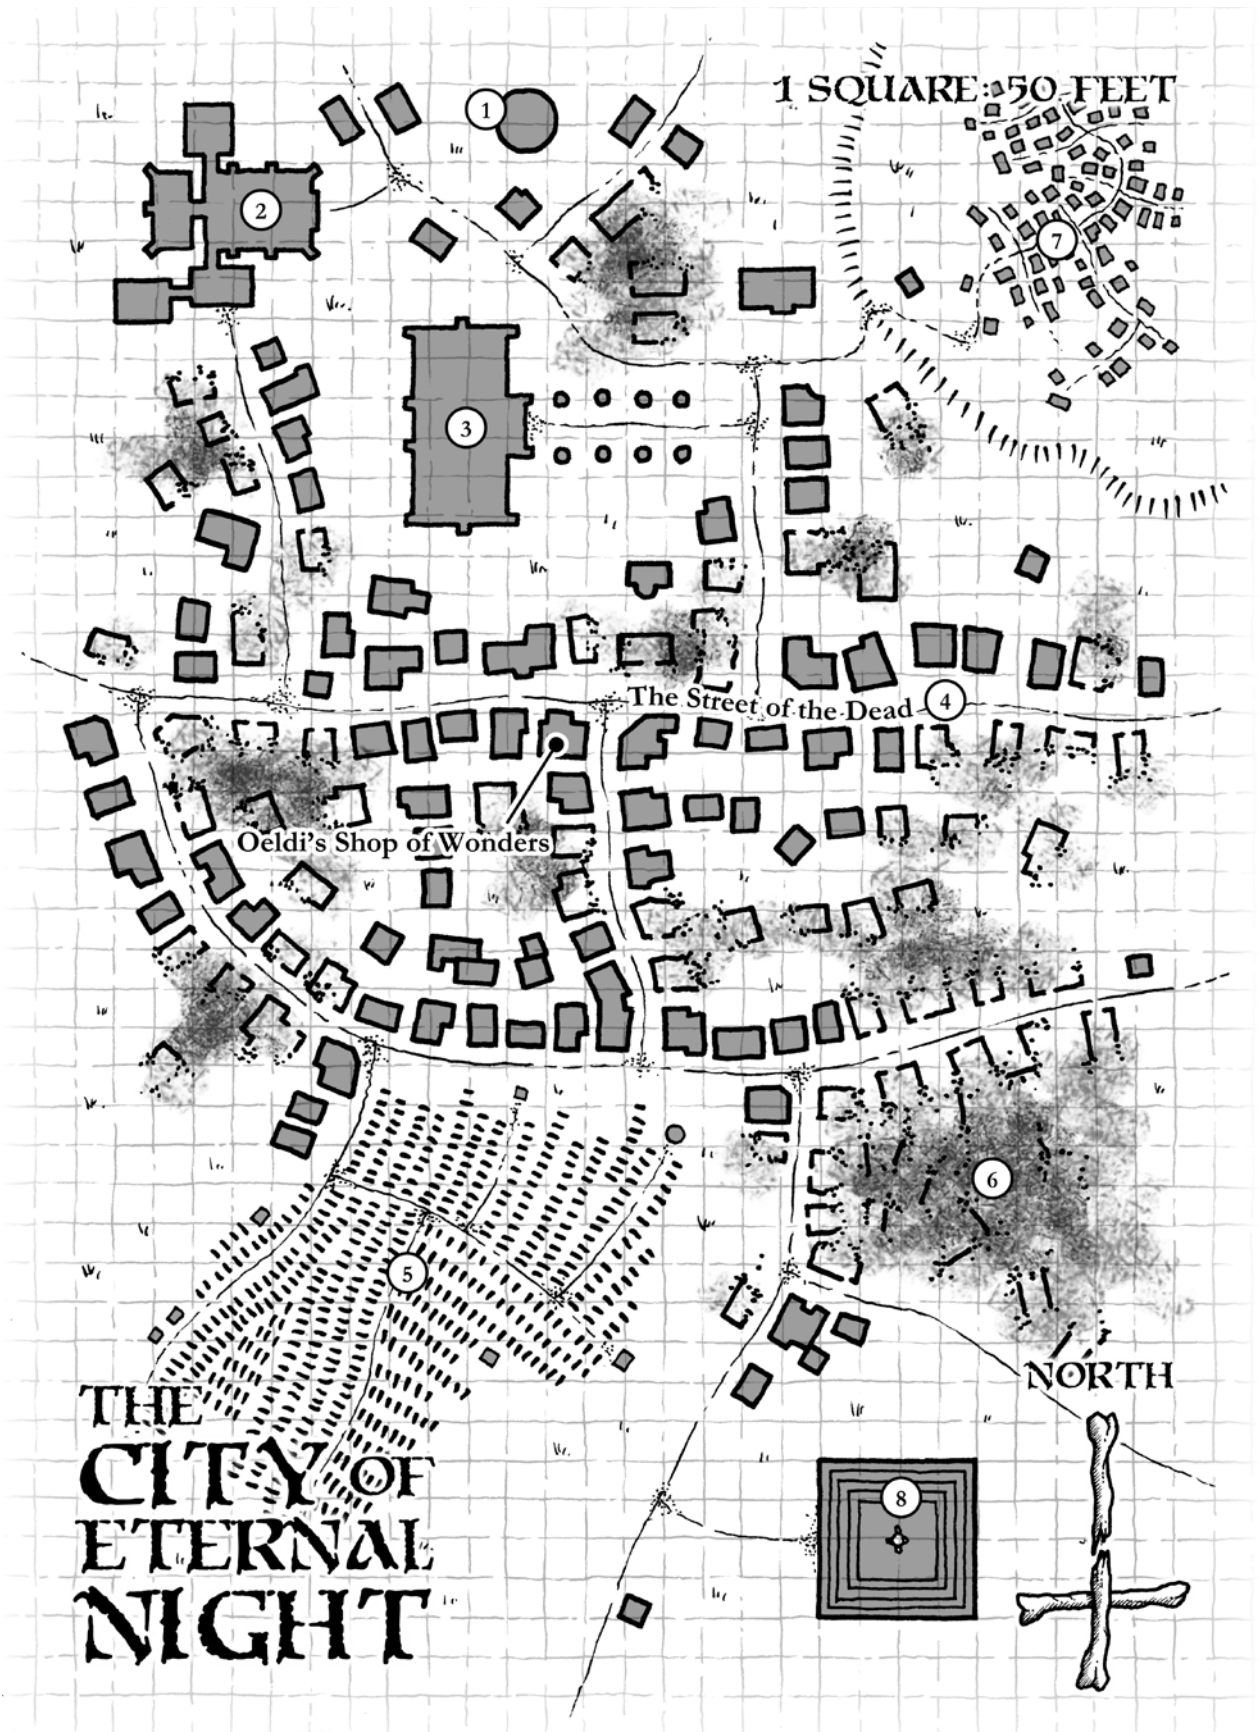 1 SQUARE: 50 FEET
1
2
7
3
The Street of the Dead
4
Oeldi's Shop of Wonders
6
5
NORTH
THE
CITY OF
ETERNAL
NIGHT
8